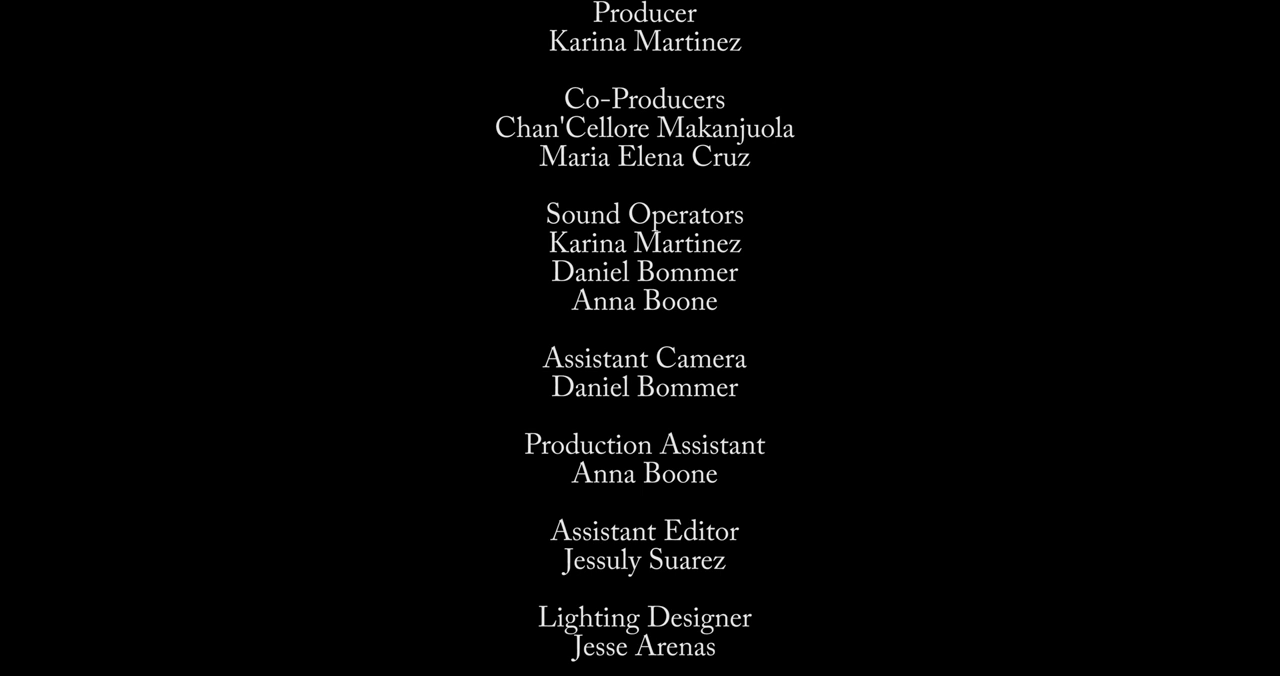 Producer
Karina Martinez
Co-Producers
Chan'Cellore Makanjuola
Maria Elena Cruz
Sound Operators
Karina Martinez
Daniel Bommer
Anna Boone
Assistant Camera
Daniel Bommer
Production Assistant
Anna Boone
Assistant Editor
Jessuly Suarez
Lighting Designer
Jesse Arenas